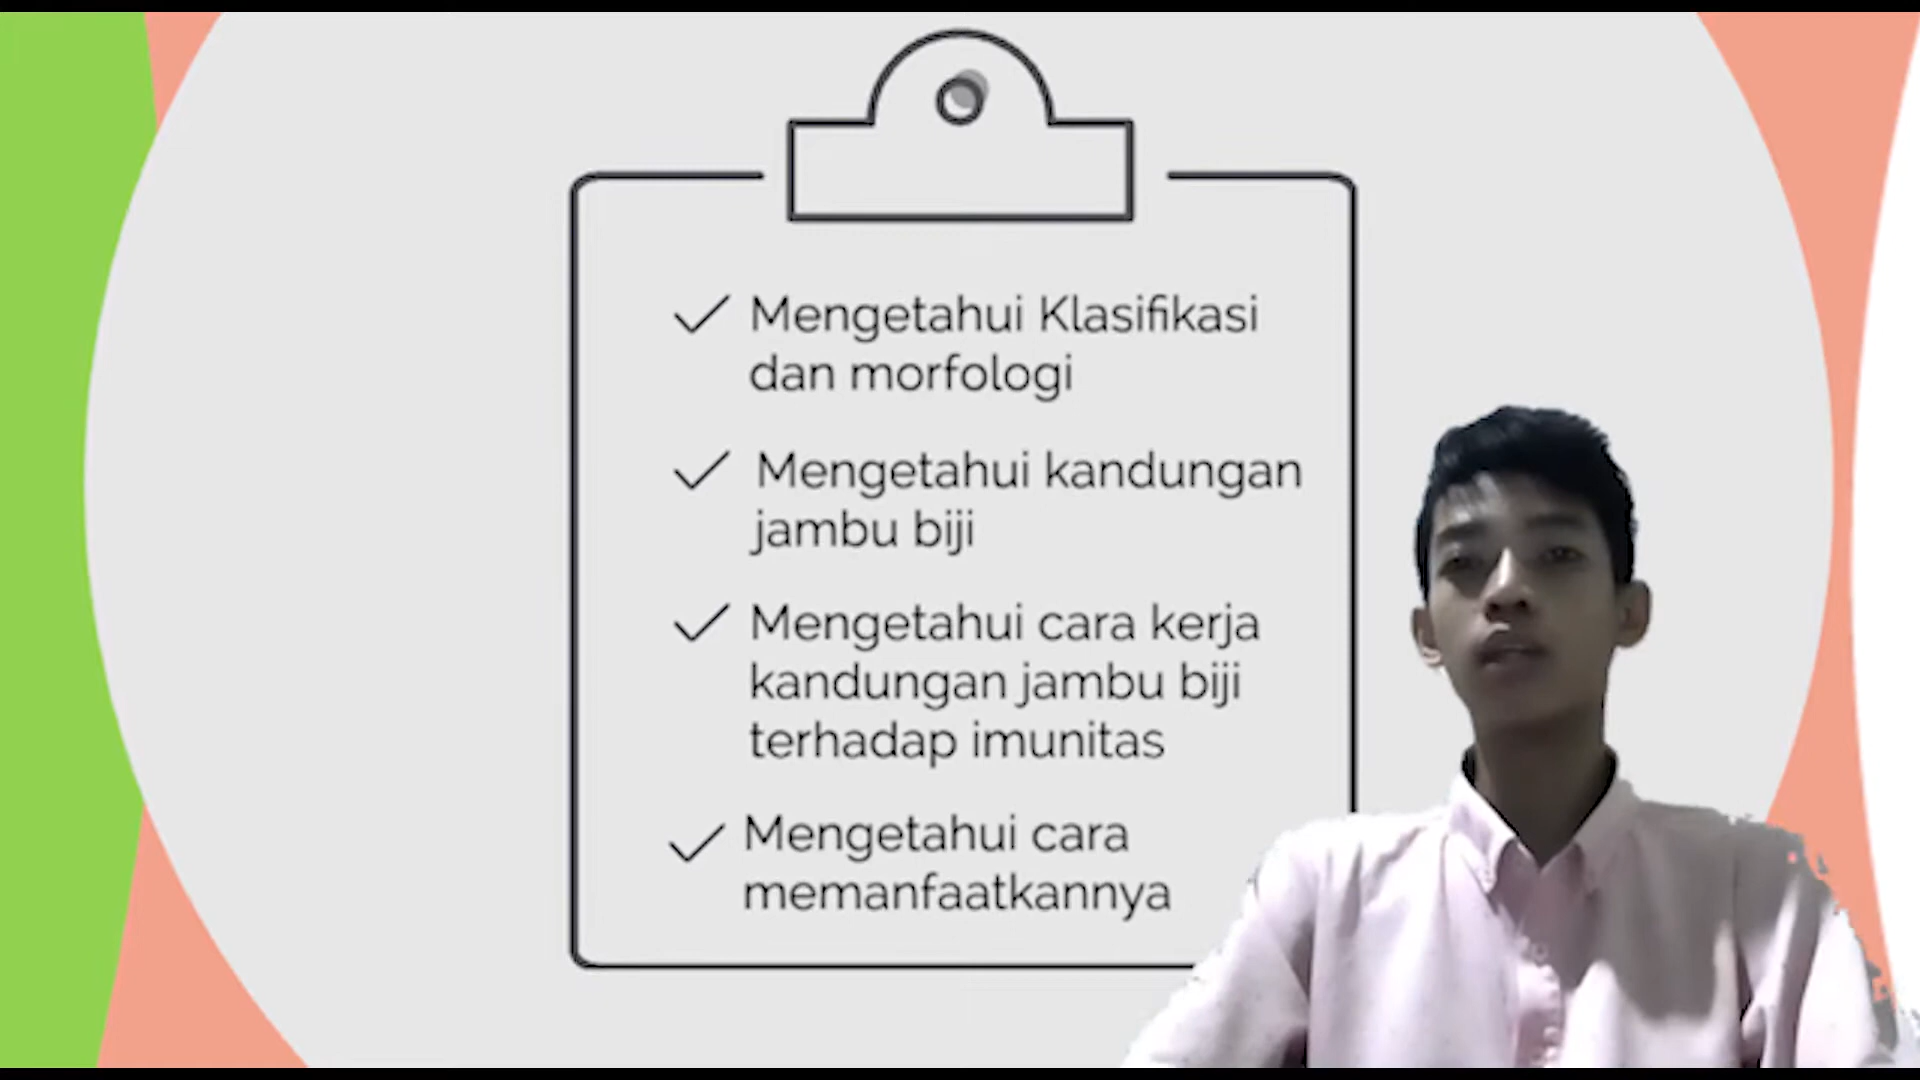 Mengetahui Klasifikasi
dan morfologi
Mengetahui kandungan
jambu biji
Mengetahui cara kerja
kandungan jambu biji
terhadap imunitas
Mengetahui cara
memanfaatkannya